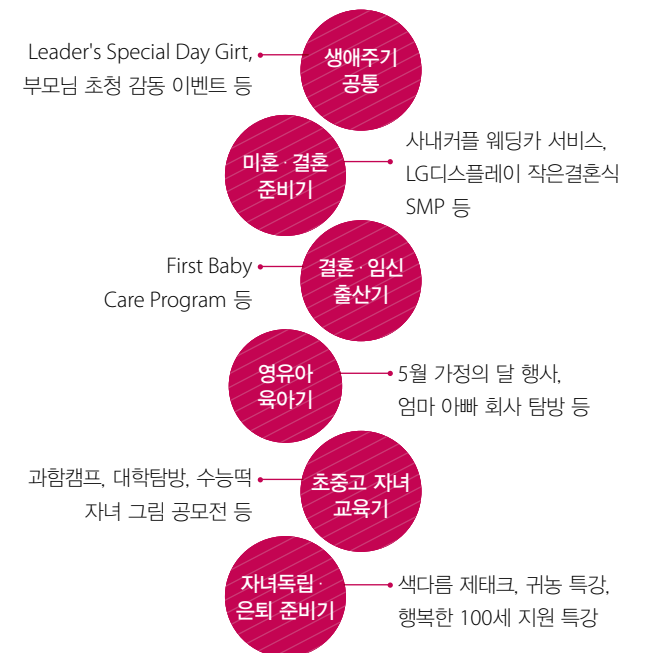 Leader's Special Day Girt,
부모님 초청 감동 이벤트 등
생애주기
공통
미혼·결혼
준비기
사내커플 웨딩카 서비스,
LG디스플레이 작은결혼식
SMP 등
First Baby
Care Program 등
결혼·임신
출산기
영유아
육아기
5월 가정의 달 행사,
엄마 아빠 회사 탐방 등
과함캠프, 대학탐방, 수능떡
자녀 그림 공모전 등
초중고 자녀
교육기
자녀독립·
은퇴 준비기
색다름 제태크, 귀농 특강,
행복한 100세 지원 특강